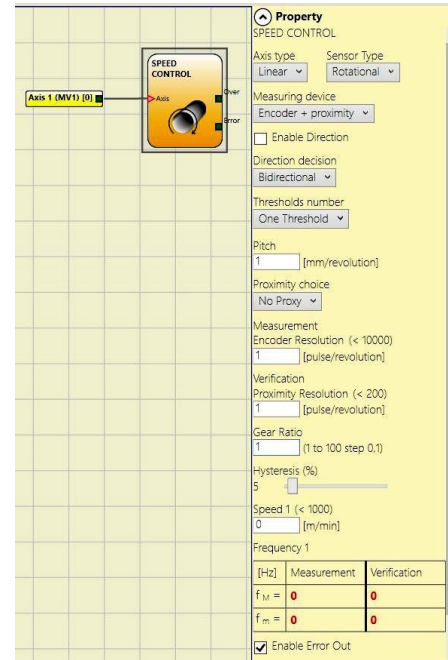 SPEED
CONTROL
Axis 1 (MV1) [0]
Axis
Over
Error
Property
SPEED CONTROL
Axis type Sensor Type
Linear Rotational
Measuring device
Encoder + proximity
Enable Direction
Direction decision
Bidirectional
Thresholds number
One Threshold
Pitch
1 [mm/revolution]
Proximity choice
No Proxy
Measurement
Encoder Resolution (< 10000)
1 [pulse/revolution]
Verification
Proximity Resolution (< 200)
1 [pulse/revolution]
Gear Ratio
1 (1 to 100 step 0,1)
Hysteresis (%)
5
Speed 1 (< 1000)
0 [m/min]
Frequency 1
[Hz] Measurement Verification
f M = 0 0
f m = 0 0
Enable Error Out